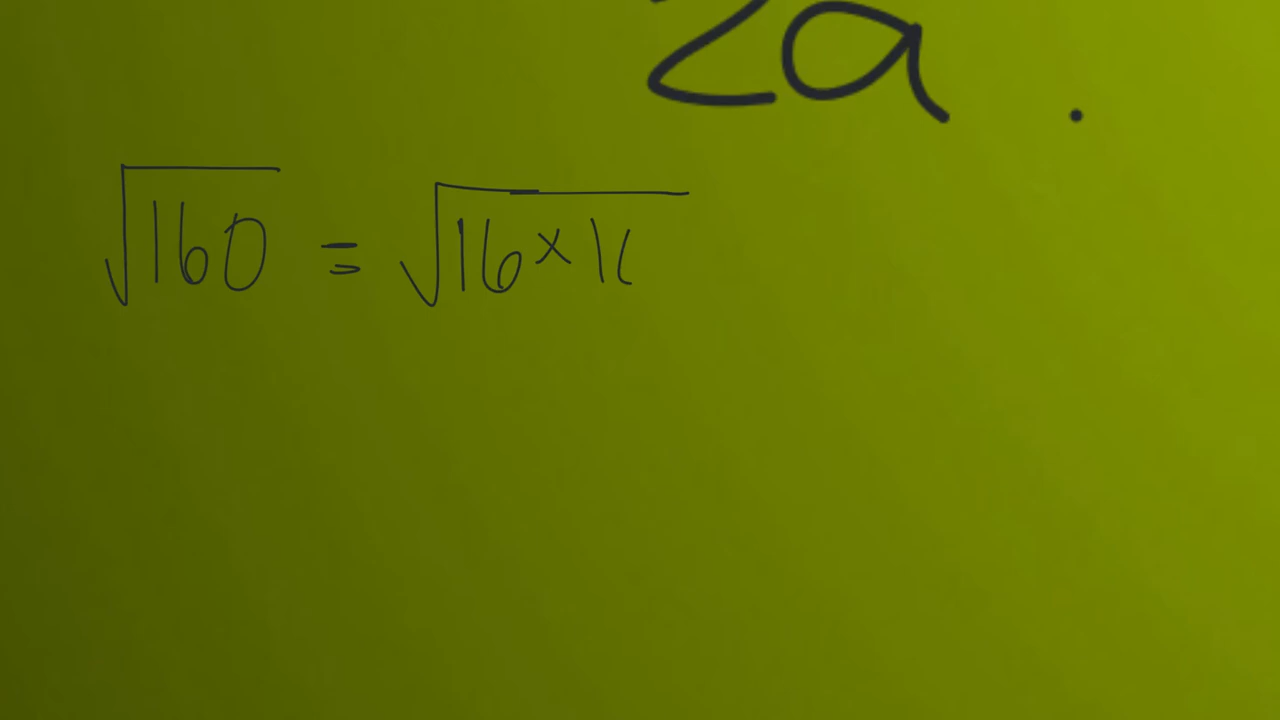 2a .
√160 = √16 × 1